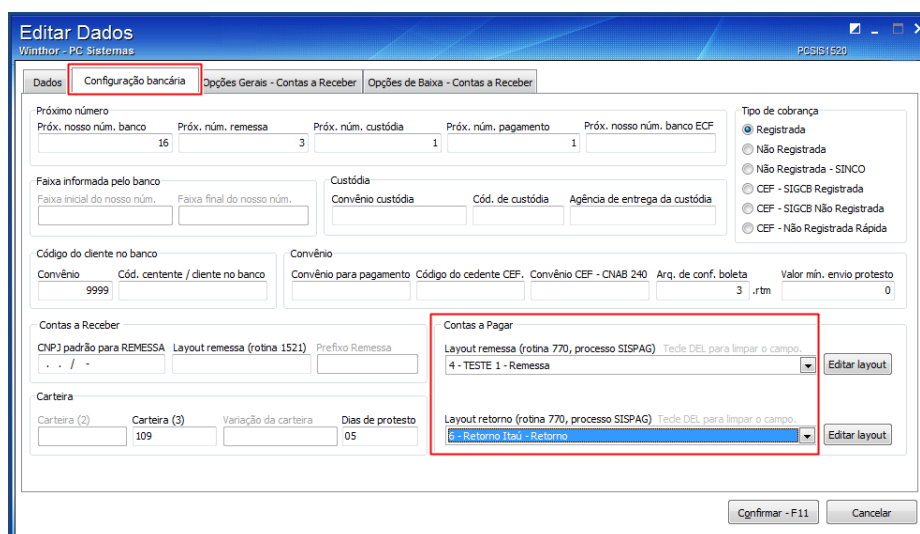 Editar Dados
Winthor - PC Sistemas
PCSIS1520
Dados
Configuração bancária
Opções Gerais - Contas a Receber
Opções de Baixa - Contas a Receber
Próximo número
Próx. nosso núm. banco
Próx. núm. remessa
Próx. núm. custódia
Próx. núm. pagamento
Próx. nosso núm. banco ECF
16
3
1
1
Tipo de cobrança
Registrada
Não Registrada
Não Registrada - SINCO
CEF - SIGCB Registrada
CEF - SIGCB Não Registrada
CEF - Não Registrada Rápida
Faixa informada pelo banco
Faixa inicial do nosso núm.
Faixa final do nosso núm.
Custódia
Convênio custódia
Cód. de custódia
Agência de entrega da custódia
Código do cliente no banco
Convênio
Cód. centente / cliente no banco
9999
Convênio
Convênio para pagamento
Código do cedente CEF.
Convênio CEF - CNAB 240
Arq. de conf. boleta
Valor mín. envio protesto
3 .rtm
0
Contas a Receber
CNPJ padrão para REMESSA
Layout remessa (rotina 1521)
Prefixo Remessa
. . / -
Contas a Pagar
Layout remessa (rotina 770, processo SISPAG) Tecle DEL para limpar o campo.
4 - TESTE 1 - Remessa
Editar layout
Carteira
Carteira (2)
Carteira (3)
Variação da carteira
Dias de protesto
109
05
Layout retorno (rotina 770, processo SISPAG) Tecle DEL para limpar o campo.
6 - Retorno Itaú - Retorno
Editar layout
Confirmar - F11
Cancelar